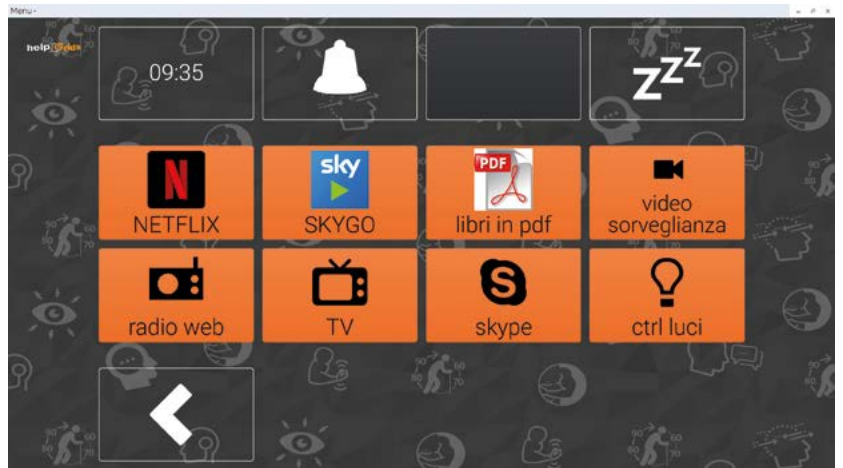 Menu -
help
09:35
zzz
NETFLIX
sky
SKYGO
PDF
libri in pdf
video
sorveglianza
radio web
TV
skype
ctrl luci